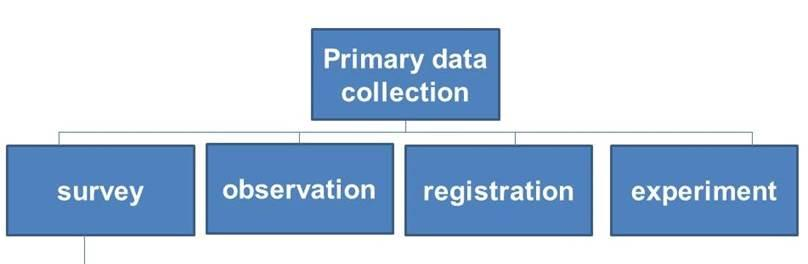 Primary data
collection
survey
observation
registration
experiment